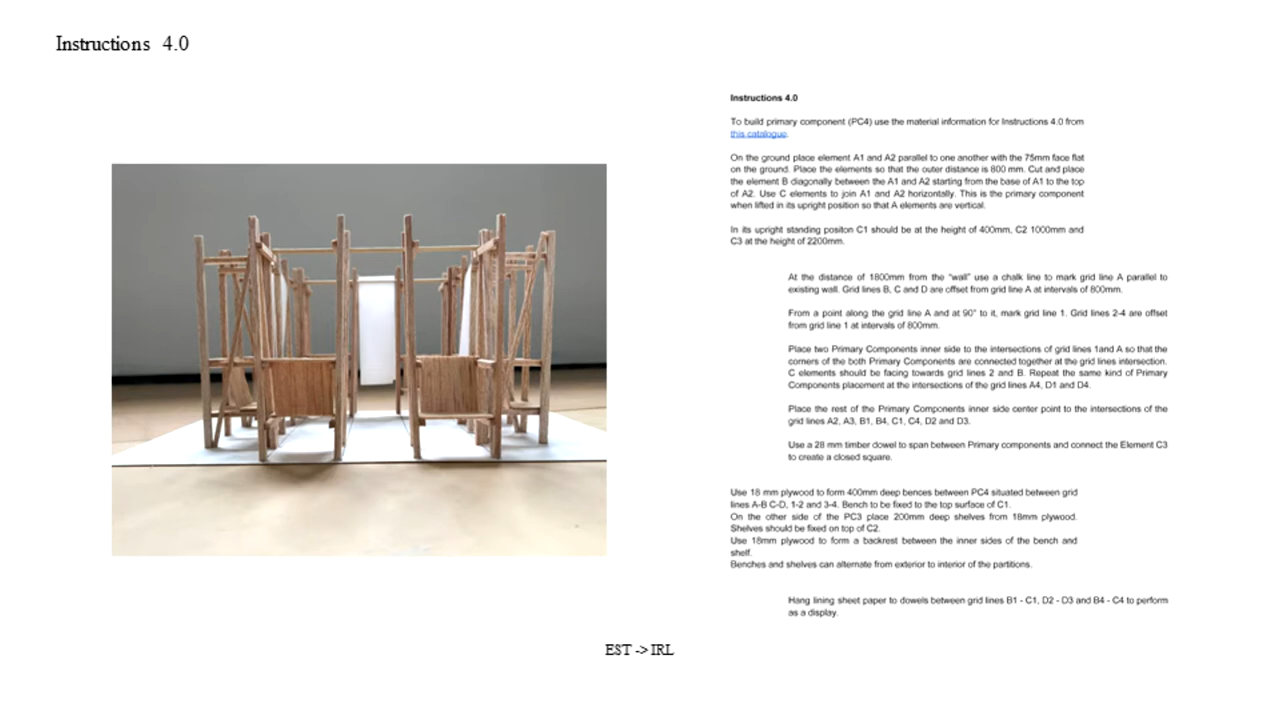 Instructions 4.0
Instructions 4.0
To build primary component (PC4) use the material information for Instructions 4.0 from
this catalogue.
On the ground place element A1 and A2 parallel to one another with the 75mm face flat
on the ground. Place the elements so that the outer distance is 800 mm. Cut and place
the element B diagonally between the A1 and A2 starting from the base of A1 to the top
of A2. Use C elements to join A1 and A2 horizontally. This is the primary component
when lifted in its upright position so that A elements are vertical.
In its upright standing positon C1 should be at the height of 400mm, C2 1000mm and
C3 at the height of 2200mm.
At the distance of 1800mm from the "wall" use a chalk line to mark grid line A parallel to
existing wall. Grid lines B, C and D are offset from grid line A at intervals of 800mm.
From a point along the grid line A and at 90° to it, mark grid line 1. Grid lines 2-4 are offset
from grid line 1 at intervals of 800mm.
Place two Primary Components inner side to the intersections of grid lines 1and A so that the
corners of the both Primary Components are connected together at the grid lines intersection.
C elements should be facing towards grid lines 2 and B. Repeat the same kind of Primary
Components placement at the intersections of the grid lines A4, D1 and D4.
Place the rest of the Primary Components inner side center point to the intersections of the
grid lines A2, A3, B1, B4, C1, C4, D2 and D3.
Use a 28 mm timber dowel to span between Primary components and connect the Element C3
to create a closed square.
Use 18 mm plywood to form 400mm deep bences between PC4 situated between grid
lines A-B C-D, 1-2 and 3-4. Bench to be fixed to the top surface of C1.
On the other side of the PC3 place 200mm deep shelves from 18mm plywood.
Shelves should be fixed on top of C2.
Use 18mm plywood to form a backrest between the inner sides of the bench and
shelf.
Benches and shelves can alternate from exterior to interior of the partitions.
Hang lining sheet paper to dowels between grid lines B1 - C1, D2 - D3 and B4 - C4 to perform
as a display.
EST -> IRL